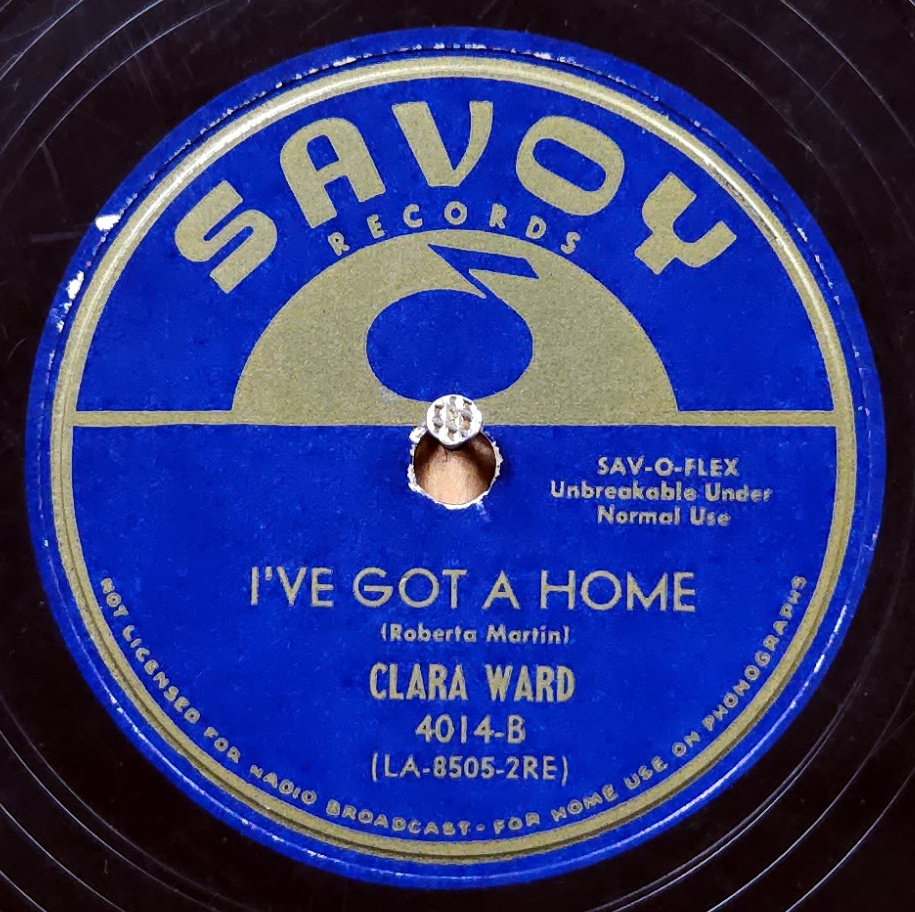 SAVOY
RECORDS
SAV-O-FLEX
Unbreakable Under
Normal Use
I'VE GOT A HOME
(Roberta Martin)
CLARA WARD
4014-B
(LA-8505-2RE)
NOT LICENSED FOR RADIO BROADCAST - FOR HOME USE ON PHONOGRAPHS